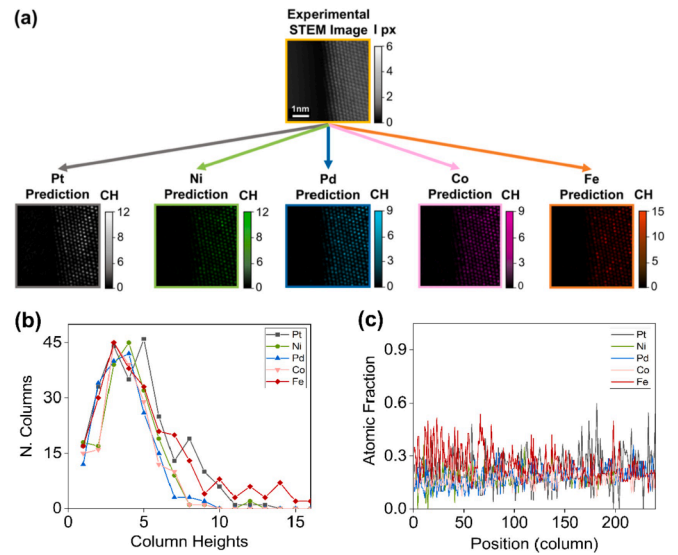 (a)
Experimental
STEM Image I px
6
4
2
0
1nm
Pt
Prediction CH
12
9
6
3
0
Ni
Prediction CH
12
9
6
3
0
Pd
Prediction CH
9
6
3
0
Co
Prediction CH
9
6
3
0
Fe
Prediction CH
15
10
5
0
(b)
N. Columns
45
30
15
0
0 5 10 15
Column Heights
Pt
Ni
Pd
Co
Fe
(c)
Atomic Fraction
0.9
0.6
0.3
0.0
0 50 100 150 200
Position (column)
Pt
Ni
Pd
Co
Fe